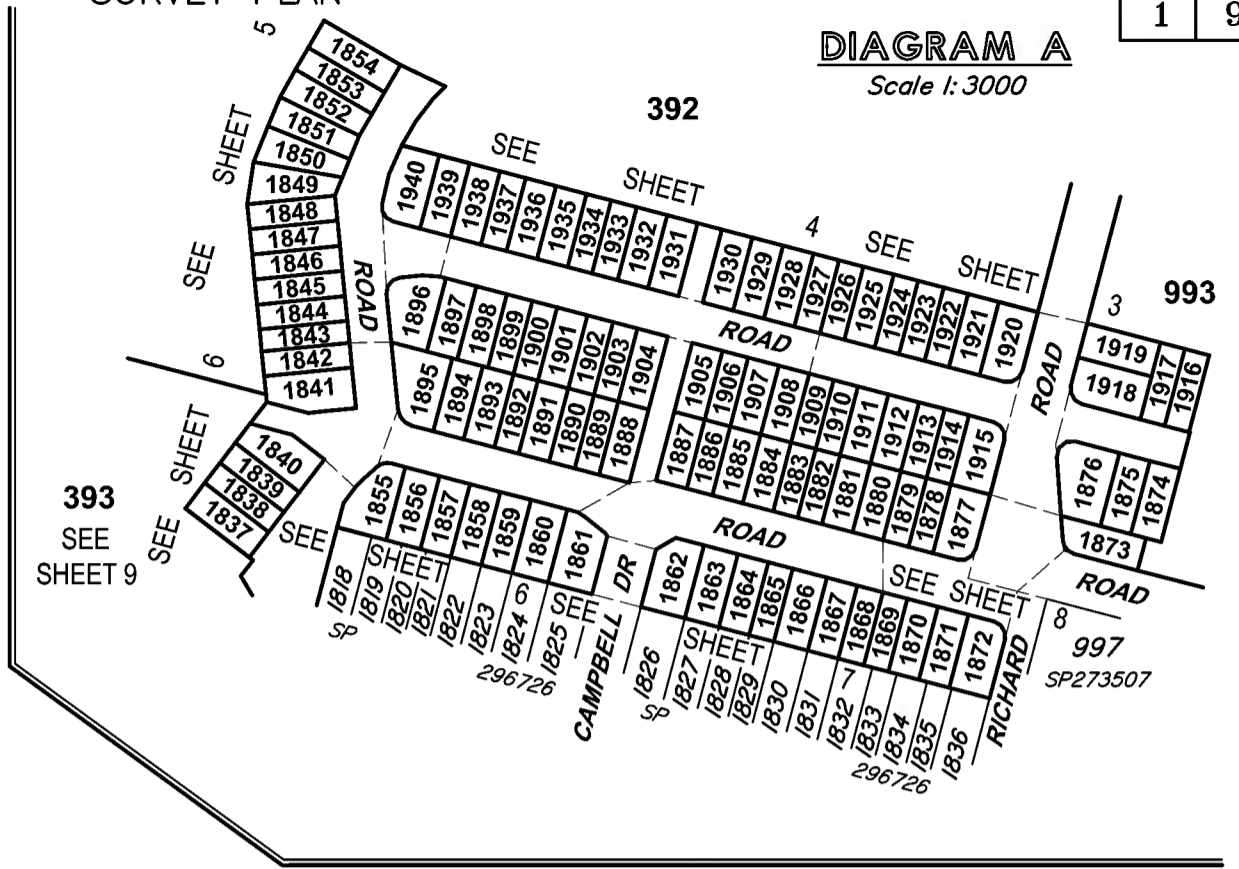 SURVEY PLAN
1 9
DIAGRAM A
Scale 1:3000
5
1854
1853
1852
1851
1850
1849
1848
1847
1846
1845
1844
1843
1842
1841
SEE SHEET
392
SEE SHEET 4
SEE SHEET 3
993
1940 1939 1938 1937 1936 1935 1934 1933 1932 1931
1930 1929 1928 1927 1926 1925 1924 1923 1922 1921 1920
ROAD
ROAD
ROAD
1919
1918
1917 1916
1896 1897 1898 1899 1900 1901 1902 1903 1904
1905 1906 1907 1908 1909 1910 1911 1912 1913 1914 1915
1895 1894 1893 1892 1891 1890 1889 1888
1887 1886 1885 1884 1883 1882 1881 1880 1879 1878 1877
1876 1875 1874
1873
ROAD
SEE SHEET 6
1840
1839
1838
1837
393
SEE
SHEET 9
SEE SHEET 6
1855 1856 1857 1858 1859 1860 1861
ROAD
1862 1863 1864 1865 1866 1867 1868 1869 1870 1871 1872
SEE SHEET 8
SEE SHEET 7
1818 1819 1820 1821 1822 1823 1824 1825
SP 296726
CAMPBELL DR
1826 1827 1828 1829 1830 1831 1832 1833 1834 1835 1836
SP 296726
RICHARD
997
SP273507